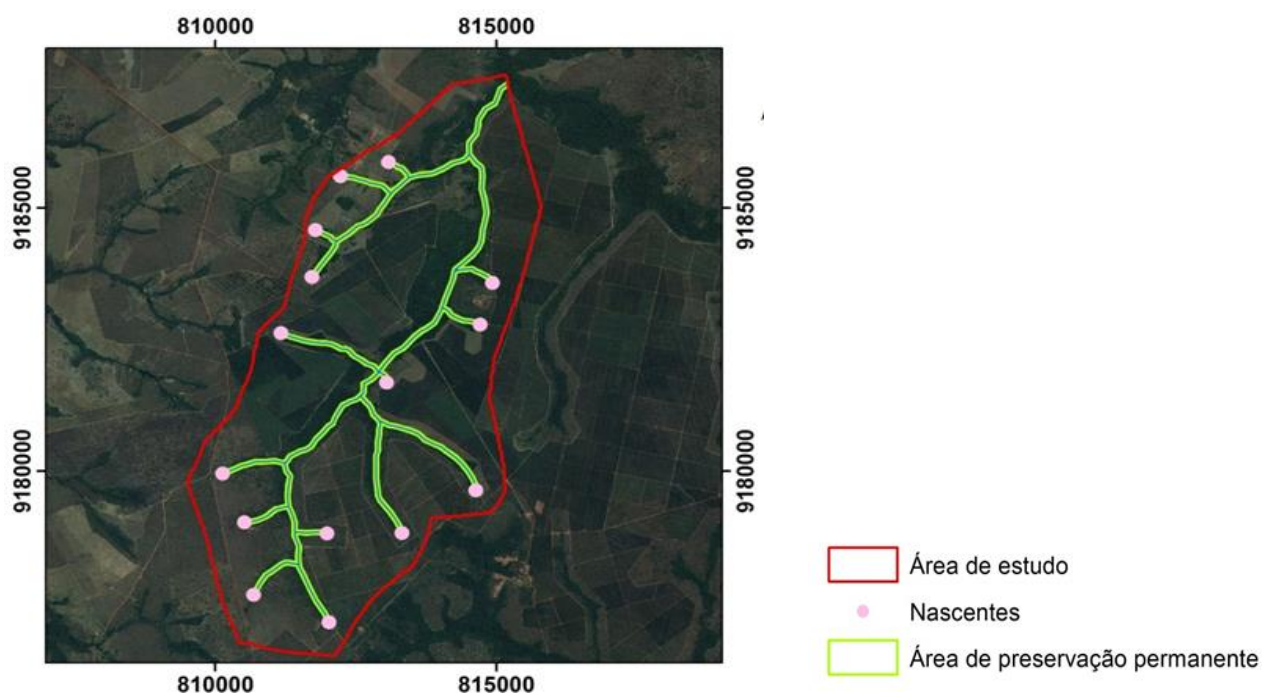 810000 815000
9185000 9185000
9180000 9180000
810000 815000
Área de estudo
Nascentes
Área de preservação permanente